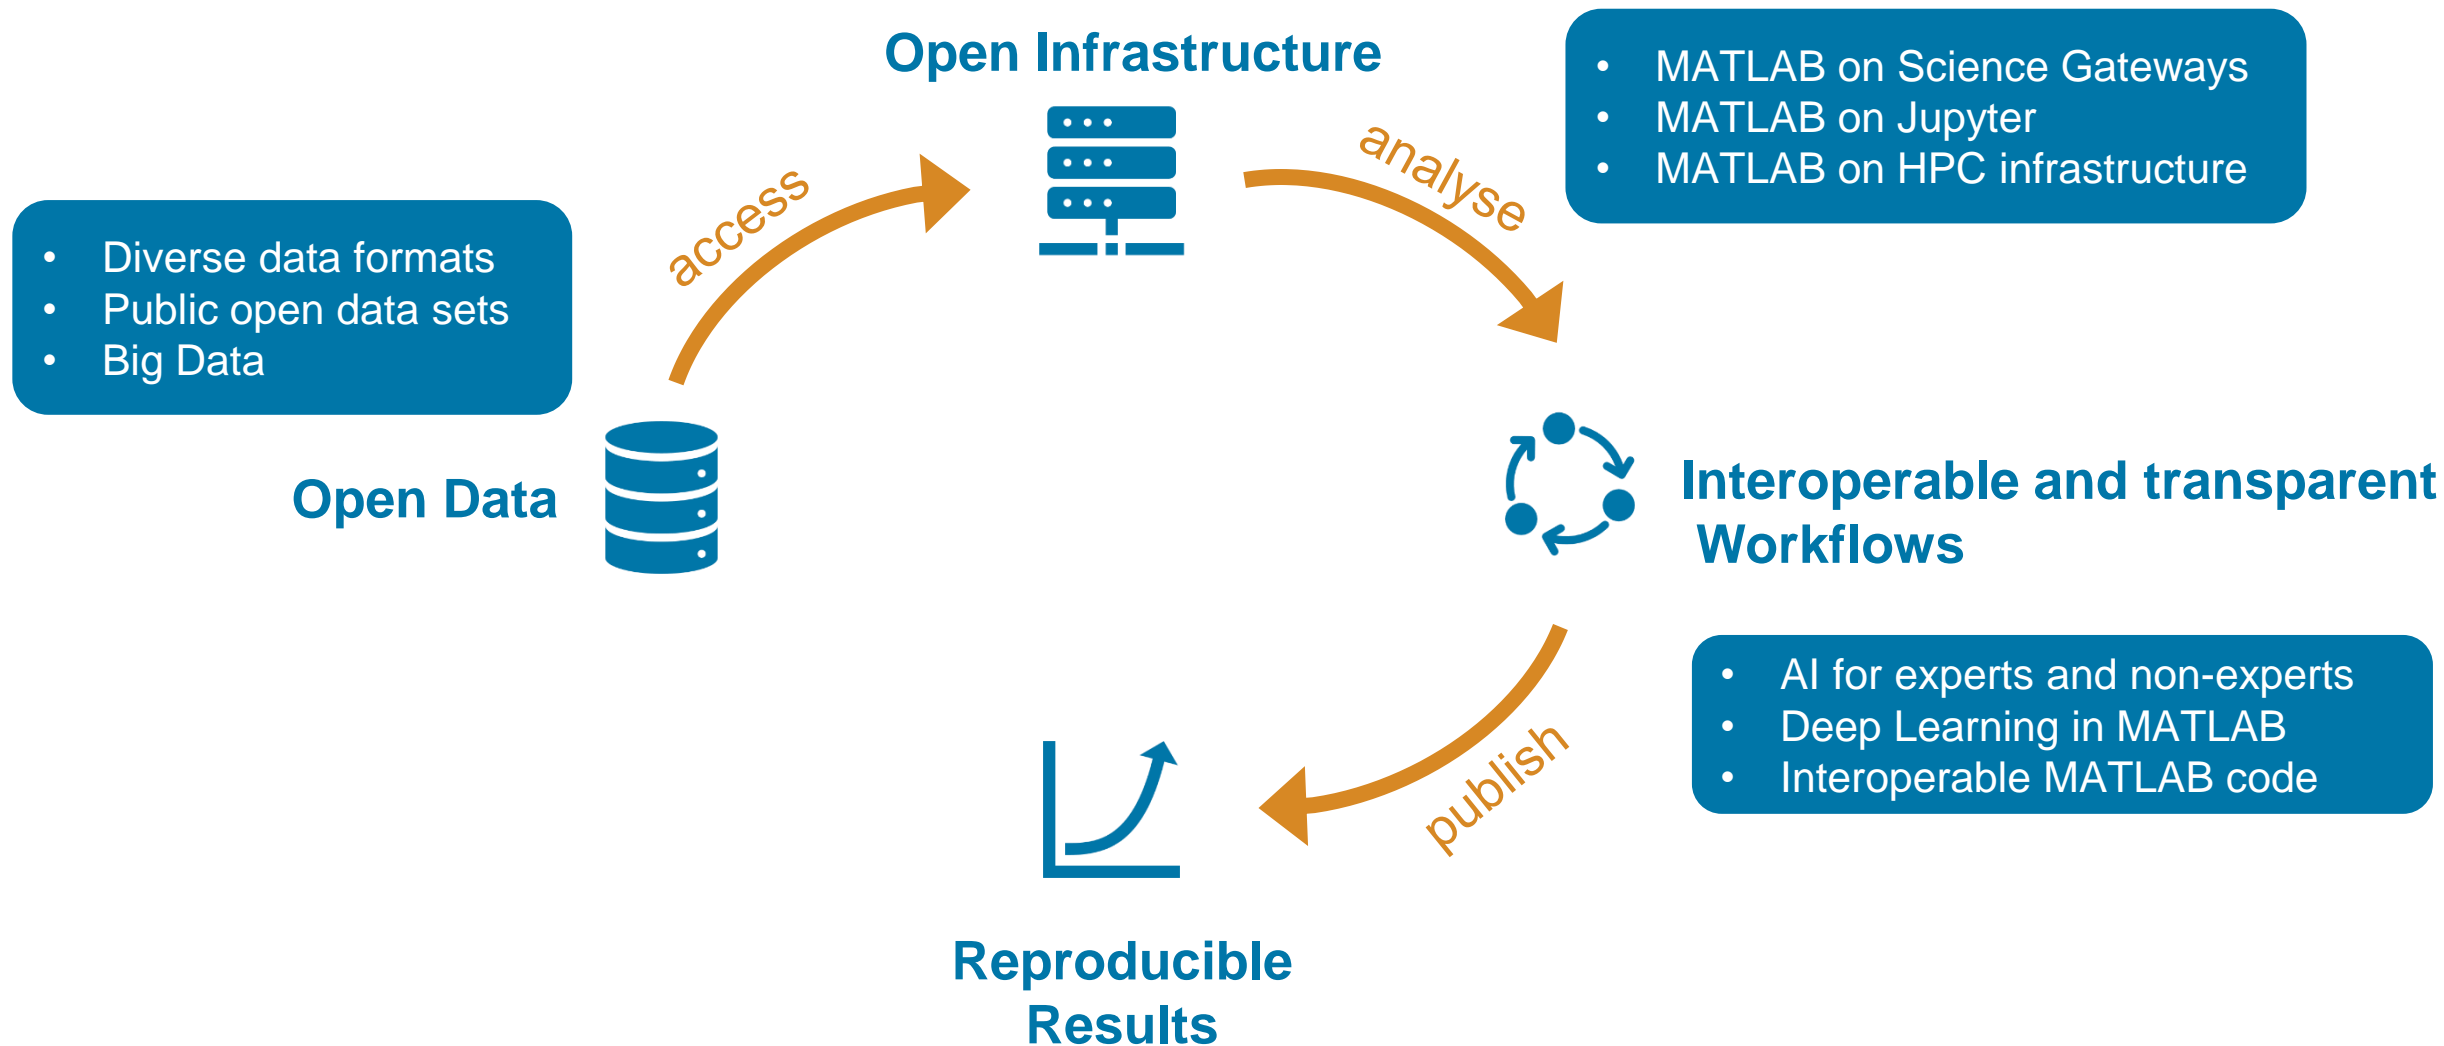 Open Infrastructure
• MATLAB on Science Gateways
• MATLAB on Jupyter
• MATLAB on HPC infrastructure
access
analyse
• Diverse data formats
• Public open data sets
• Big Data
Open Data
Interoperable and transparent
Workflows
• AI for experts and non-experts
• Deep Learning in MATLAB
• Interoperable MATLAB code
publish
Reproducible
Results